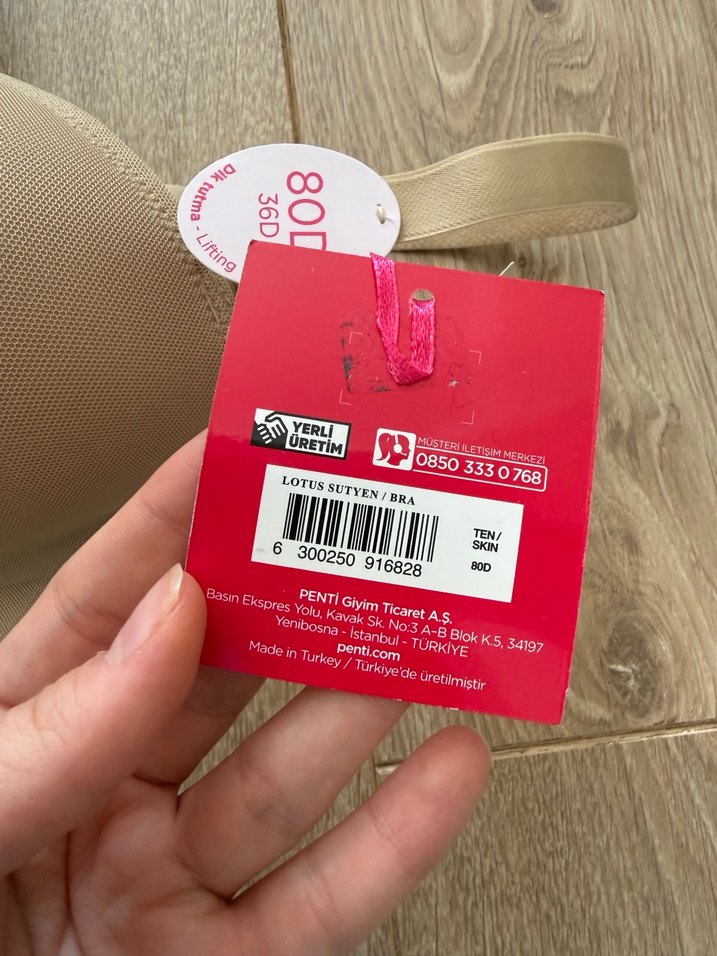 80D
36D
Dik tutma - Lifting
YERLİ
ÜRETİM
MÜŞTERİ İLETİŞİM MERKEZİ
0850 333 0 768
LOTUS SUTYEN / BRA
TEN /
SKIN
80D
6 300250 916828
PENTİ Giyim Ticaret A.Ş.
Basın Ekspres Yolu, Kavak Sk. No:3 A-B Blok K.5, 34197
Yenibosna - İstanbul - TÜRKİYE
penti.com
Made in Turkey / Türkiye'de üretilmiştir